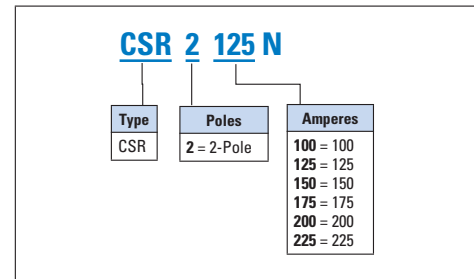 CSR 2 125 N
Type
CSR
Poles
2 = 2-Pole
Amperes
100 = 100
125 = 125
150 = 150
175 = 175
200 = 200
225 = 225